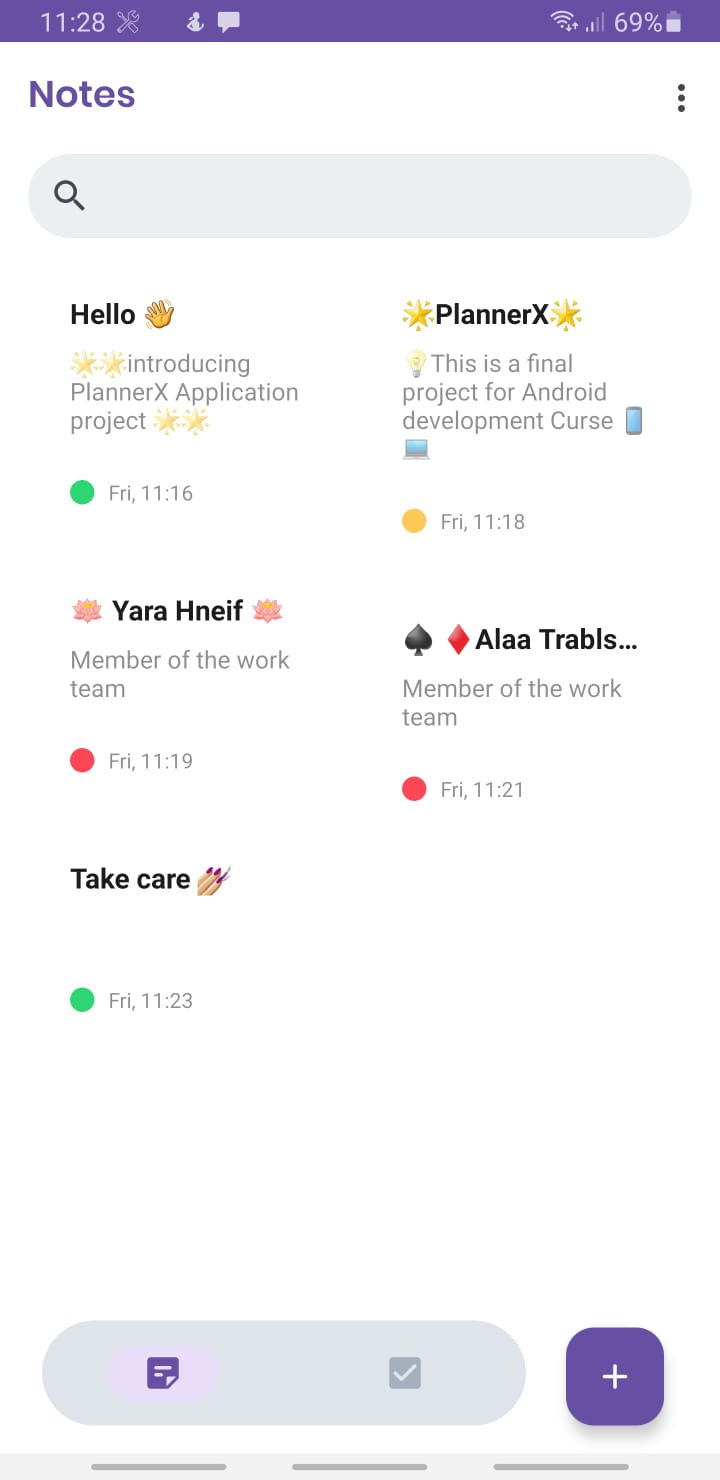 11:28
69%
Notes
Hello 👋
🌟🌟introducing
PlannerX Application
project 🌟🌟
Fri, 11:16
🌟PlannerX🌟
💡This is a final
project for Android
development Curse 📱
💻
Fri, 11:18
🪷 Yara Hneif 🪷
Member of the work
team
Fri, 11:19
♠️ ♦️Alaa Trabls...
Member of the work
team
Fri, 11:21
Take care 💅🏼
Fri, 11:23